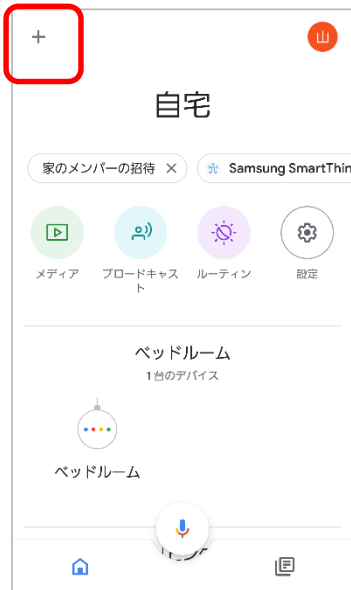 +
山
自宅
家のメンバーの招待 ×
Samsung SmartThin
メディア
ブロードキャス
ト
ルーティン
設定
ベッドルーム
1 台のデバイス
ベッドルーム